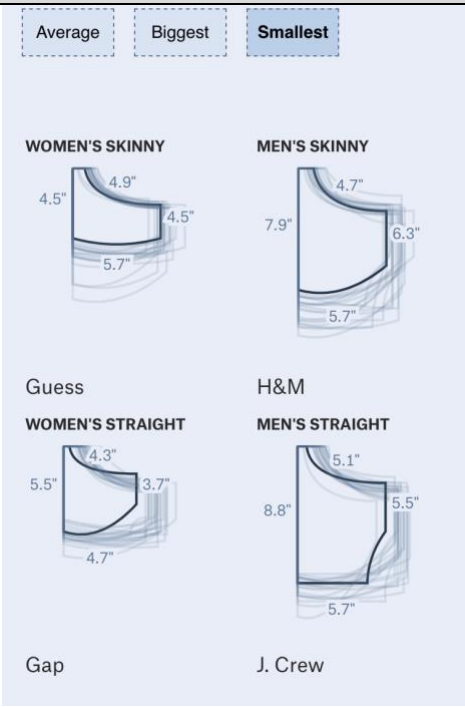 Average Biggest Smallest
WOMEN'S SKINNY
4.9"
4.5"
4.5"
5.7"
Guess
MEN'S SKINNY
4.7"
7.9"
6.3"
5.7"
H&M
WOMEN'S STRAIGHT
4.3"
5.5"
3.7"
4.7"
Gap
MEN'S STRAIGHT
5.1"
8.8"
5.5"
5.7"
J. Crew